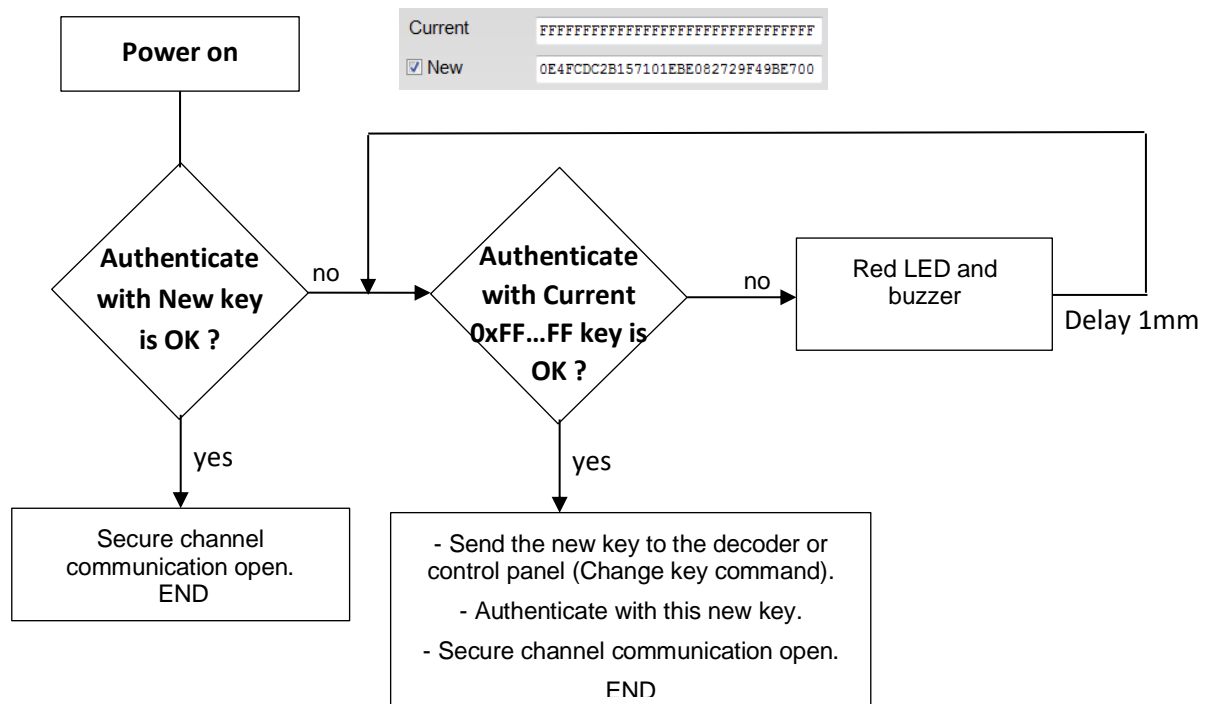 Power on
Current FFFFFFFFFFFFFFFFFFFFFFFFFFFFFFFF
New 0E4FCDC2B157101EBE082729F49BE700
Authenticate
with New key
is OK ?
no
Authenticate
with Current
0xFF...FF key is
OK ?
no
Red LED and
buzzer
Delay 1mm
yes
yes
Secure channel
communication open.
END
- Send the new key to the decoder or
control panel (Change key command).
- Authenticate with this new key.
- Secure channel communication open.
END